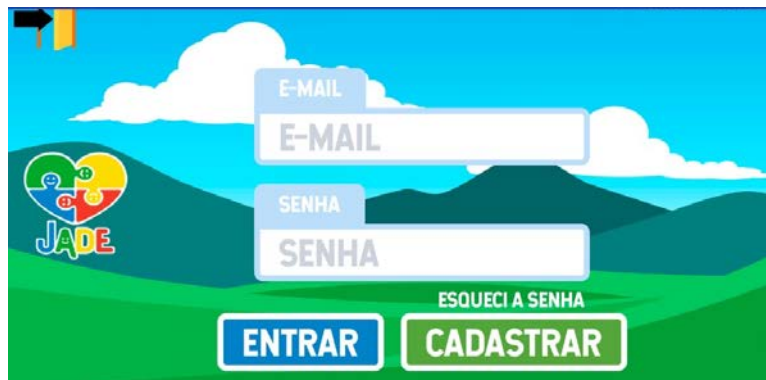 E-MAIL
E-MAIL
JADE
SENHA
SENHA
ESQUECI A SENHA
ENTRAR
CADASTRAR